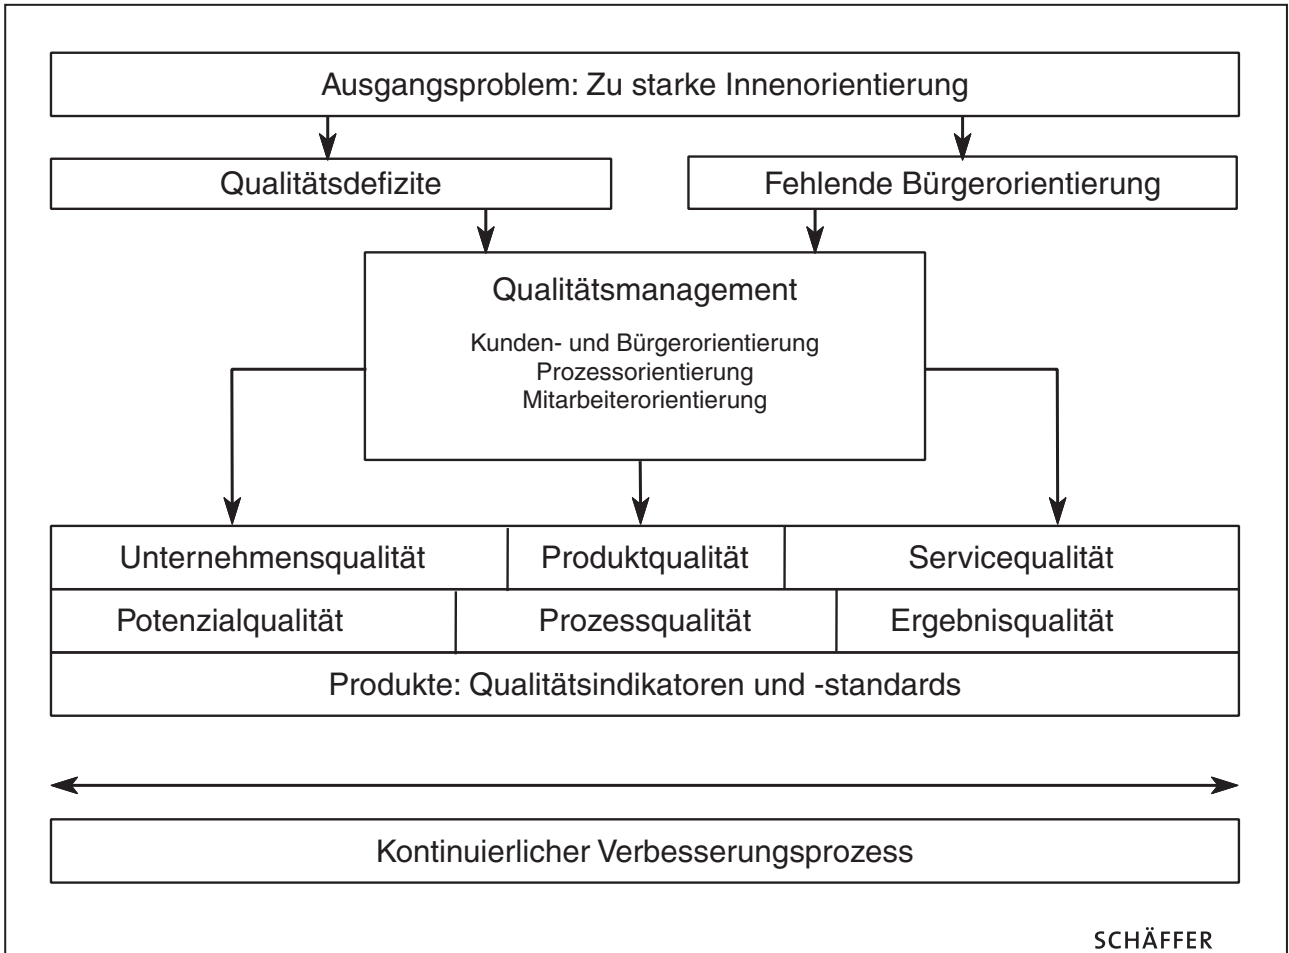 Ausgangsproblem: Zu starke Innenorientierung
Qualitätsdefizite
Fehlende Bürgerorientierung
Qualitätsmanagement
Kunden- und Bürgerorientierung
Prozessorientierung
Mitarbeiterorientierung
Unternehmensqualität
Produktqualität
Servicequalität
Potenzialqualität
Prozessqualität
Ergebnisqualität
Produkte: Qualitätsindikatoren und -standards
Kontinuierlicher Verbesserungsprozess
SCHÄFFER